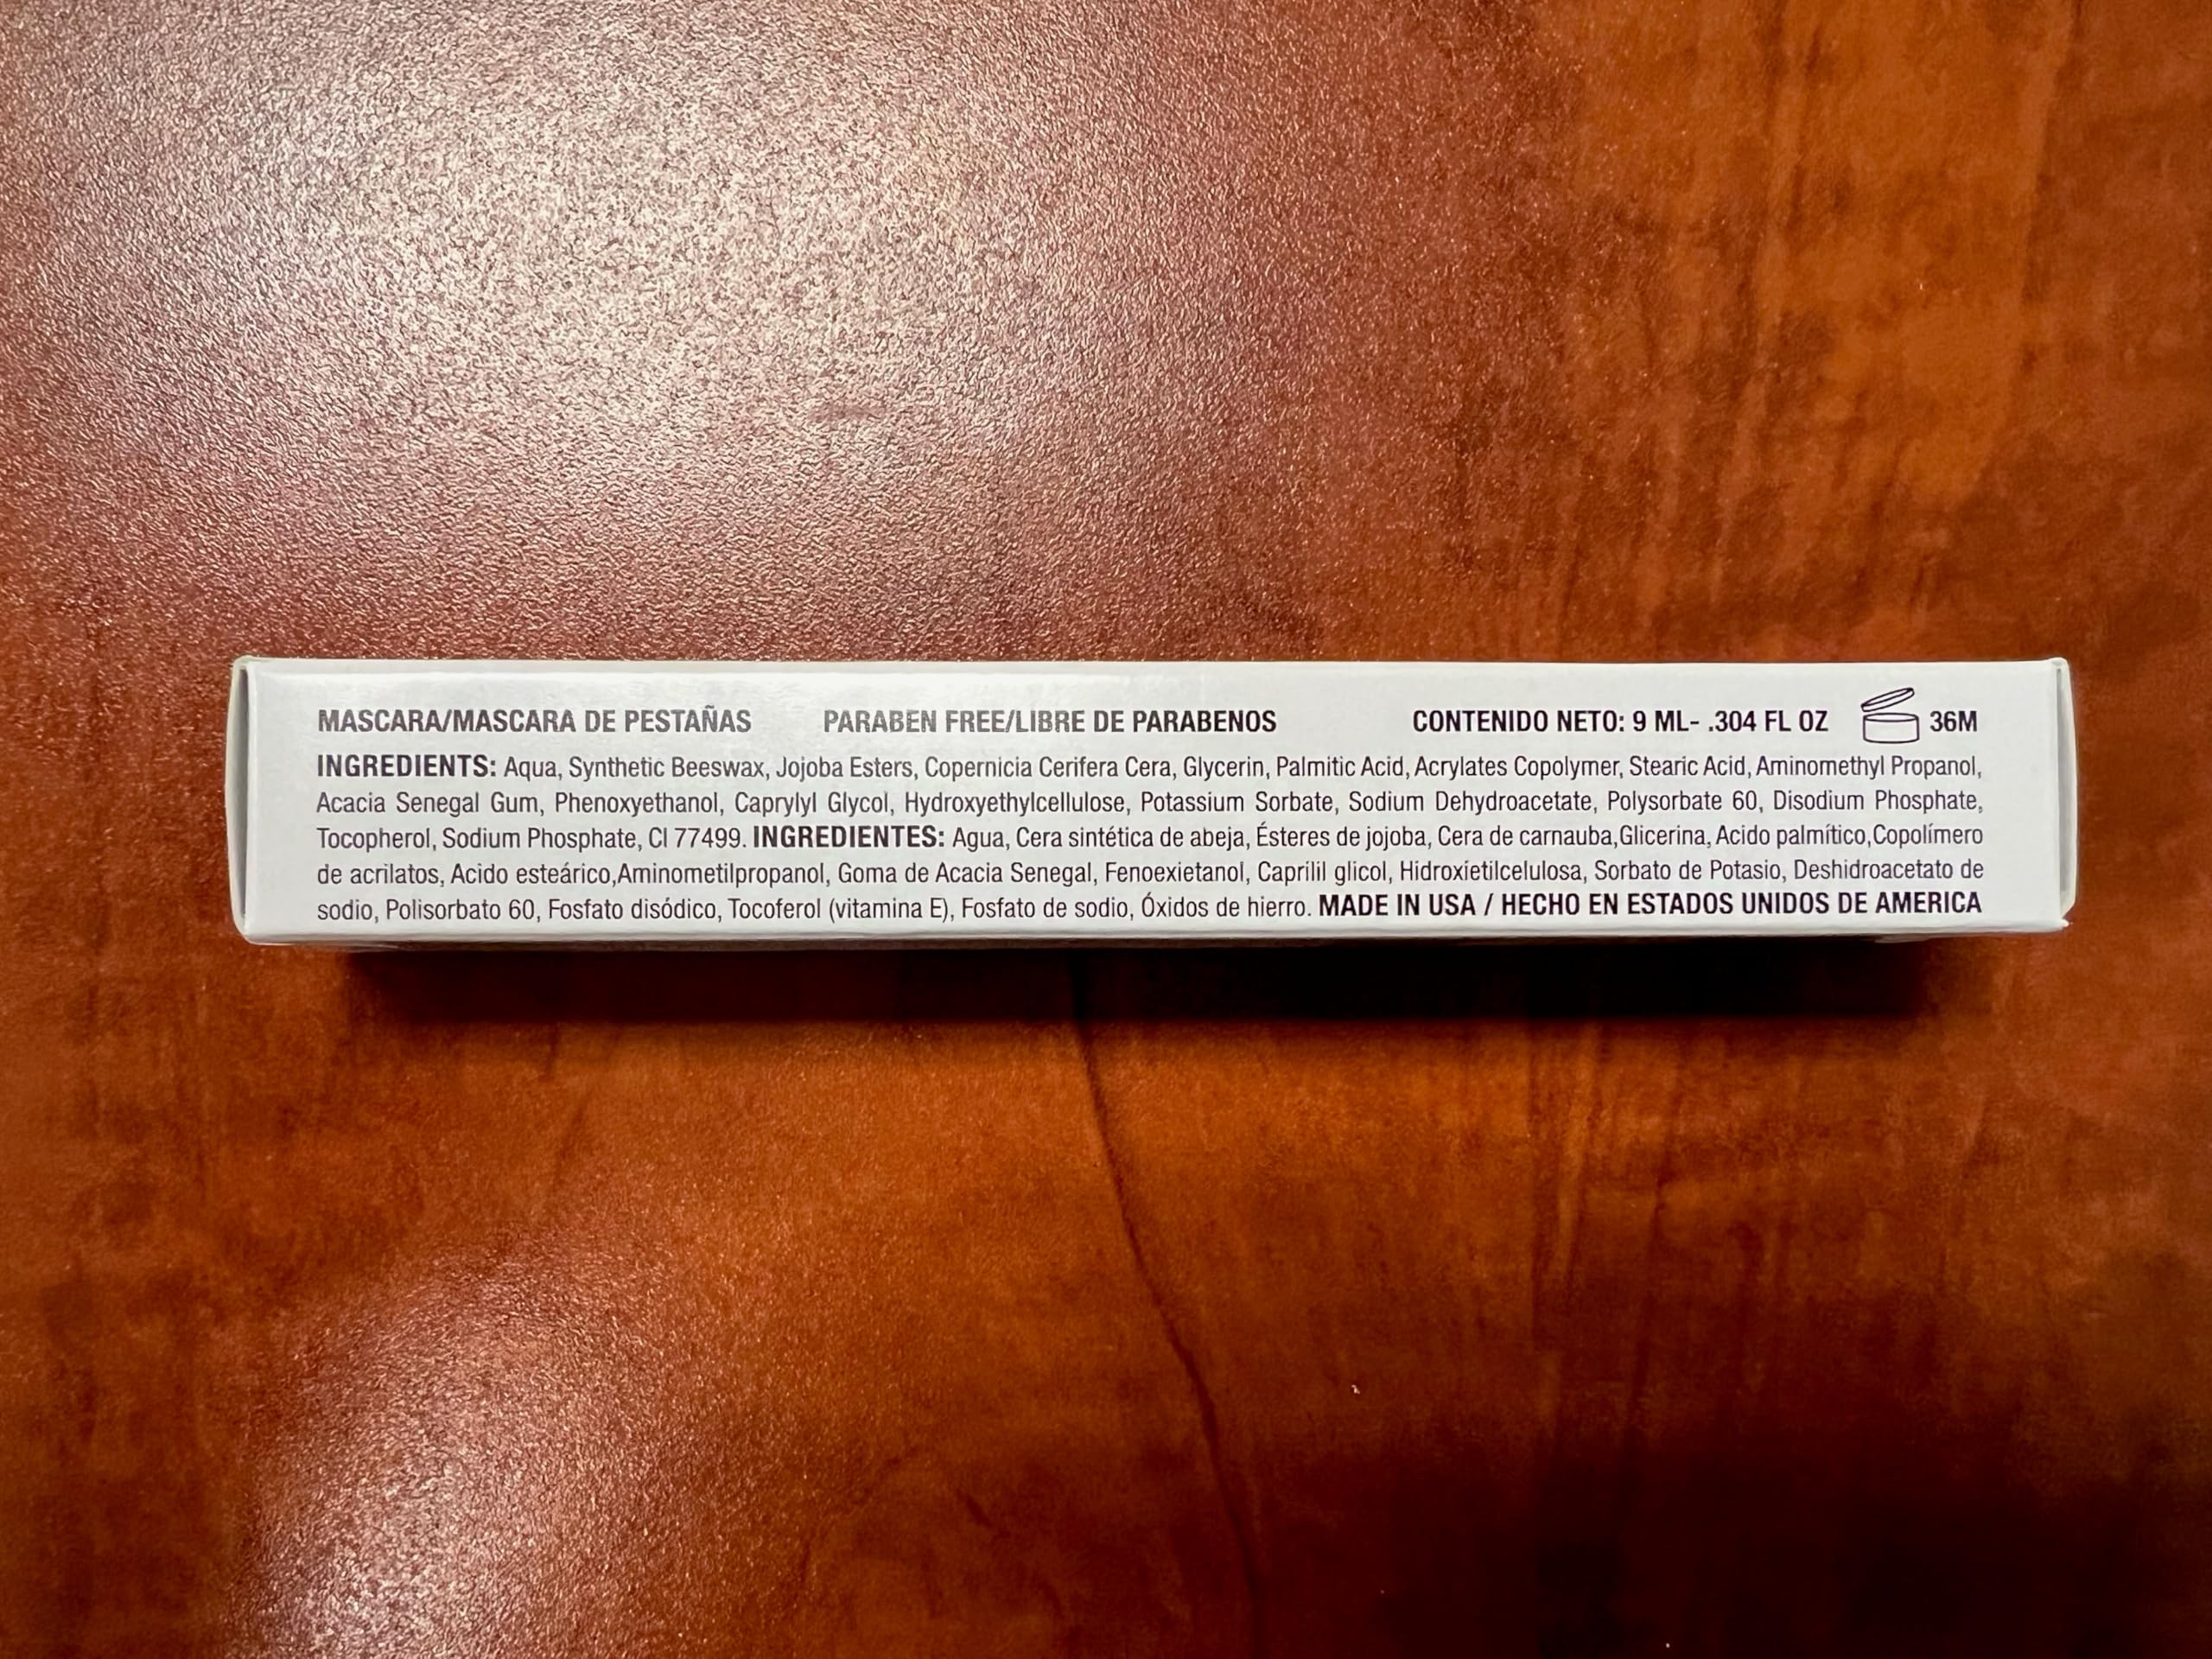 MASCARA/MASCARA DE PESTAÑAS PARABEN FREE/LIBRE DE PARABENOS CONTENIDO NETO: 9 ML- .304 FL OZ 36M
INGREDIENTS: Aqua, Synthetic Beeswax, Jojoba Esters, Copernicia Cerifera Cera, Glycerin, Palmitic Acid, Acrylates Copolymer, Stearic Acid, Aminomethyl Propanol,
Acacia Senegal Gum, Phenoxyethanol, Caprylyl Glycol, Hydroxyethylcellulose, Potassium Sorbate, Sodium Dehydroacetate, Polysorbate 60, Disodium Phosphate,
Tocopherol, Sodium Phosphate, CI 77499. INGREDIENTES: Agua, Cera sintética de abeja, Ésteres de jojoba, Cera de carnauba,Glicerina, Acido palmítico,Copolímero
de acrilatos, Acido esteárico,Aminometilpropanol, Goma de Acacia Senegal, Fenoexietanol, Caprilil glicol, Hidroxietilcelulosa, Sorbato de Potasio, Deshidroacetato de
sodio, Polisorbato 60, Fosfato disódico, Tocoferol (vitamina E), Fosfato de sodio, Óxidos de hierro. MADE IN USA / HECHO EN ESTADOS UNIDOS DE AMERICA